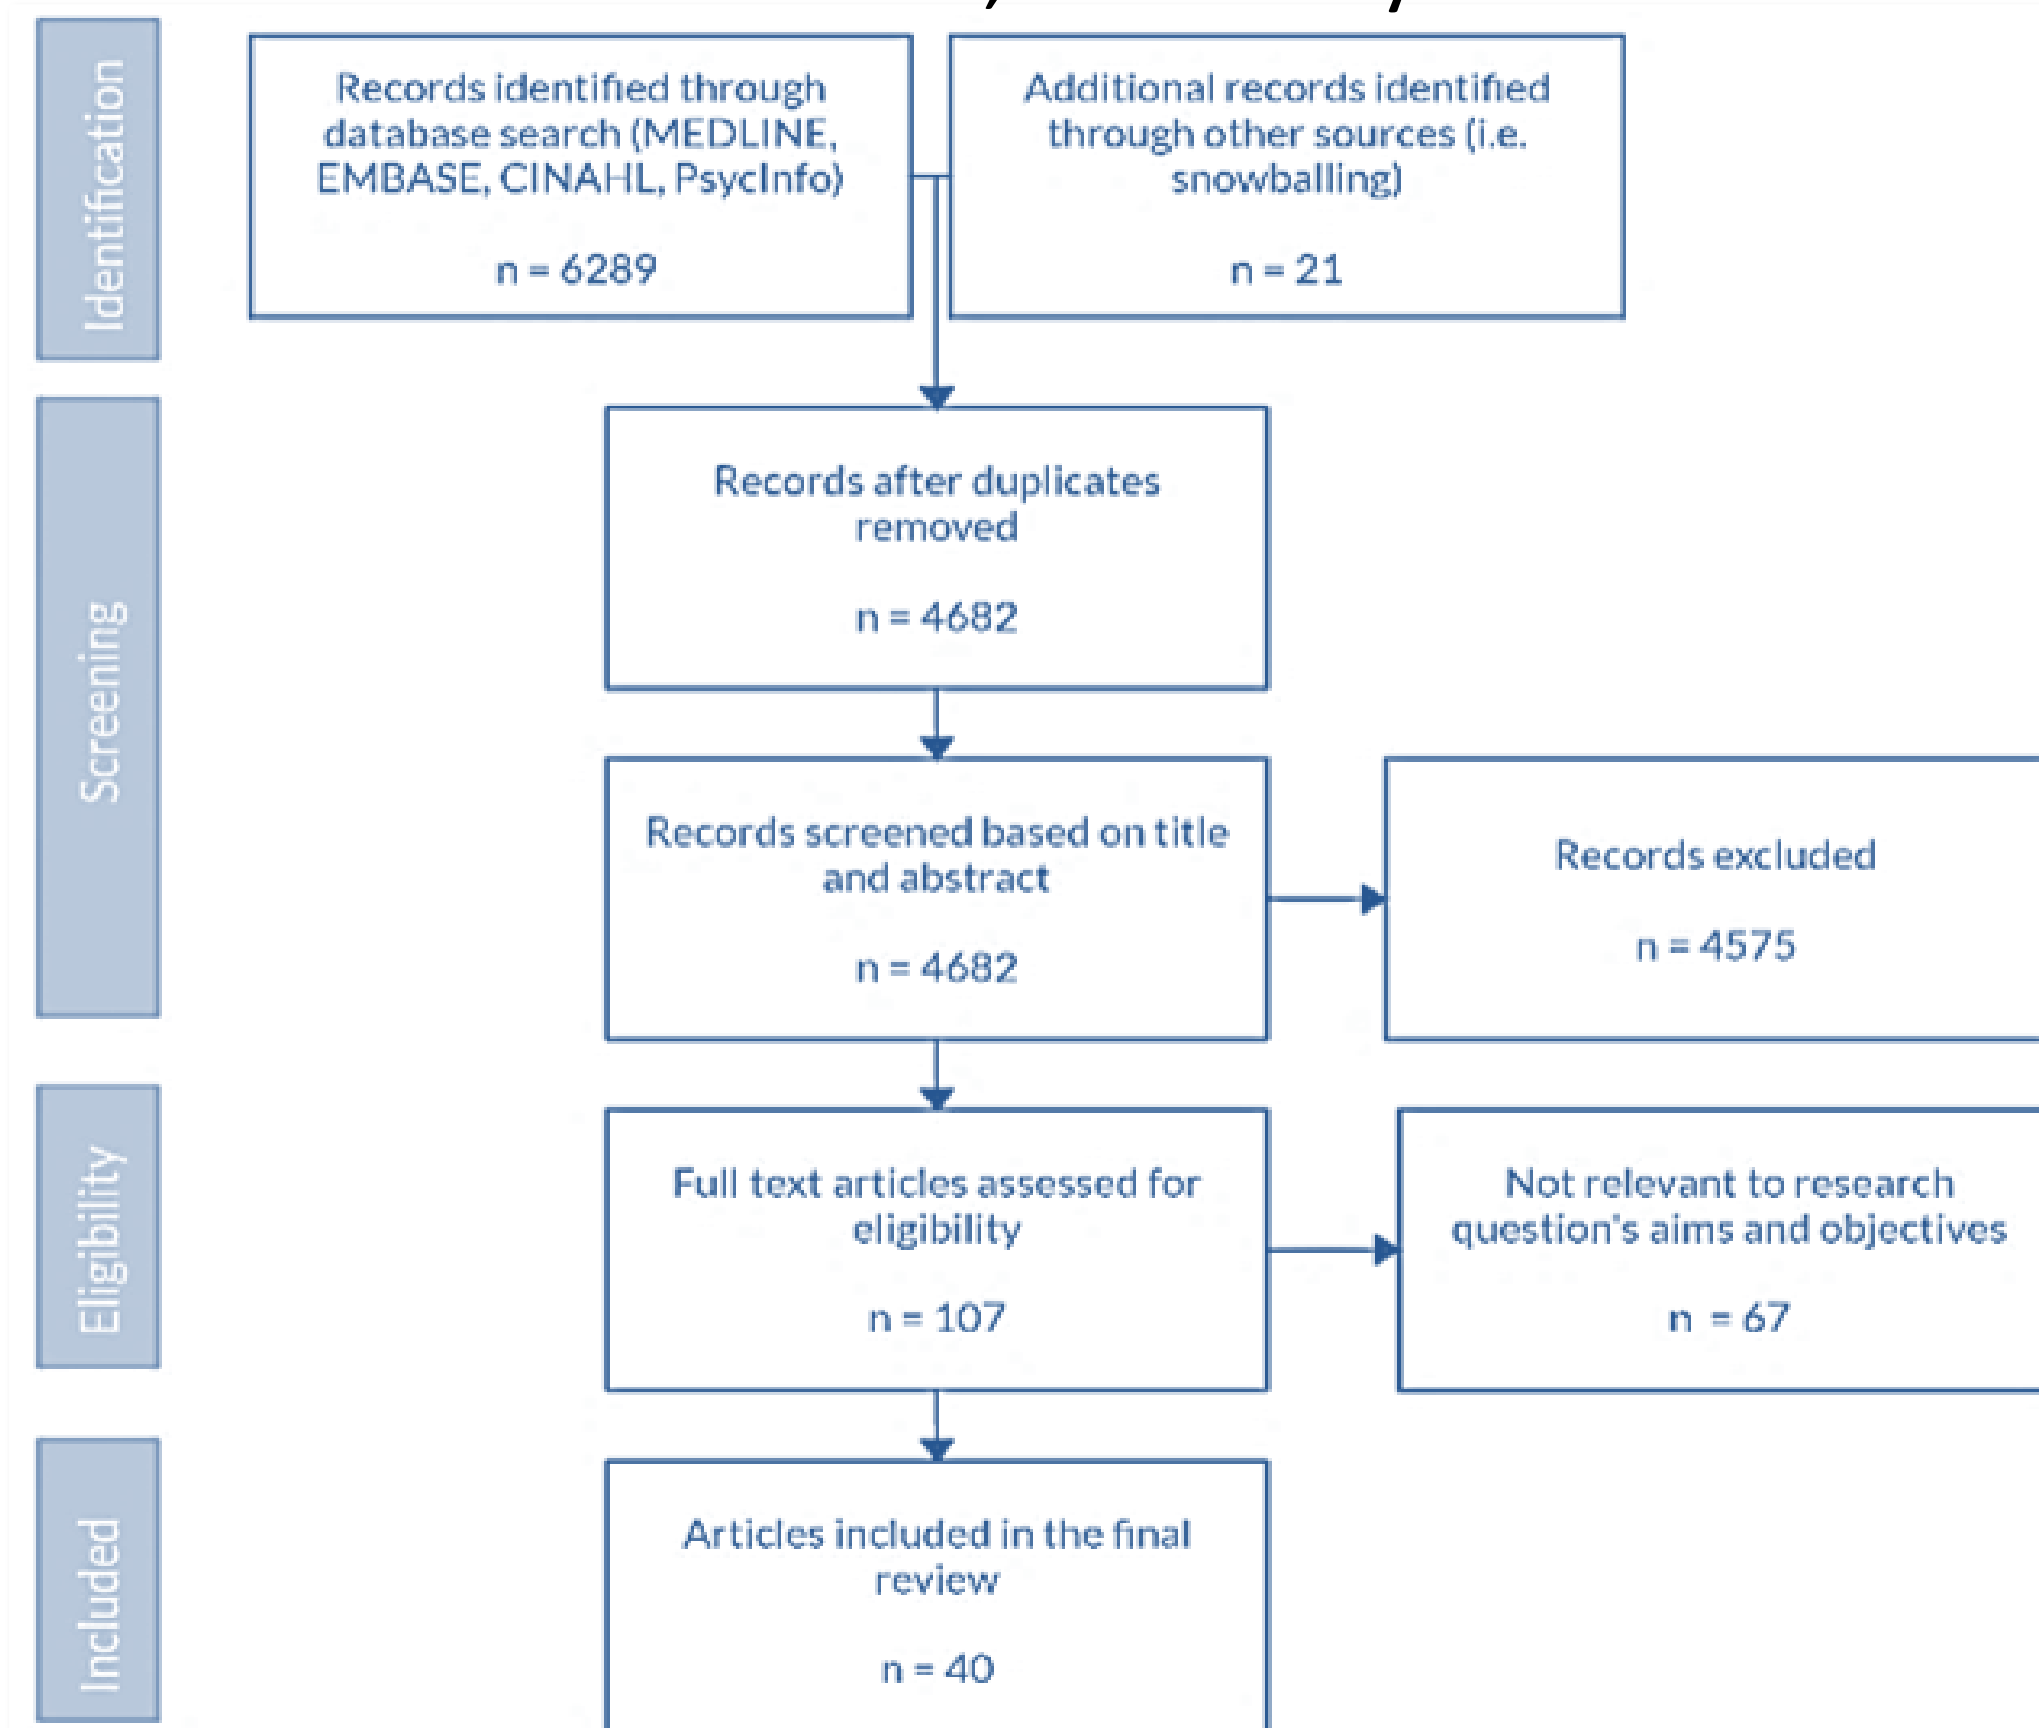 Identification
Records identified through
database search (MEDLINE,
EMBASE, CINAHL, PsycInfo)
n = 6289
Additional records identified
through other sources (i.e.
snowballing)
n = 21
Screening
Records after duplicates
removed
n = 4682
Records screened based on title
and abstract
n = 4682
Records excluded
n = 4575
Eligibility
Full text articles assessed for
eligibility
n = 107
Not relevant to research
question's aims and objectives
n = 67
Included
Articles included in the final
review
n = 40